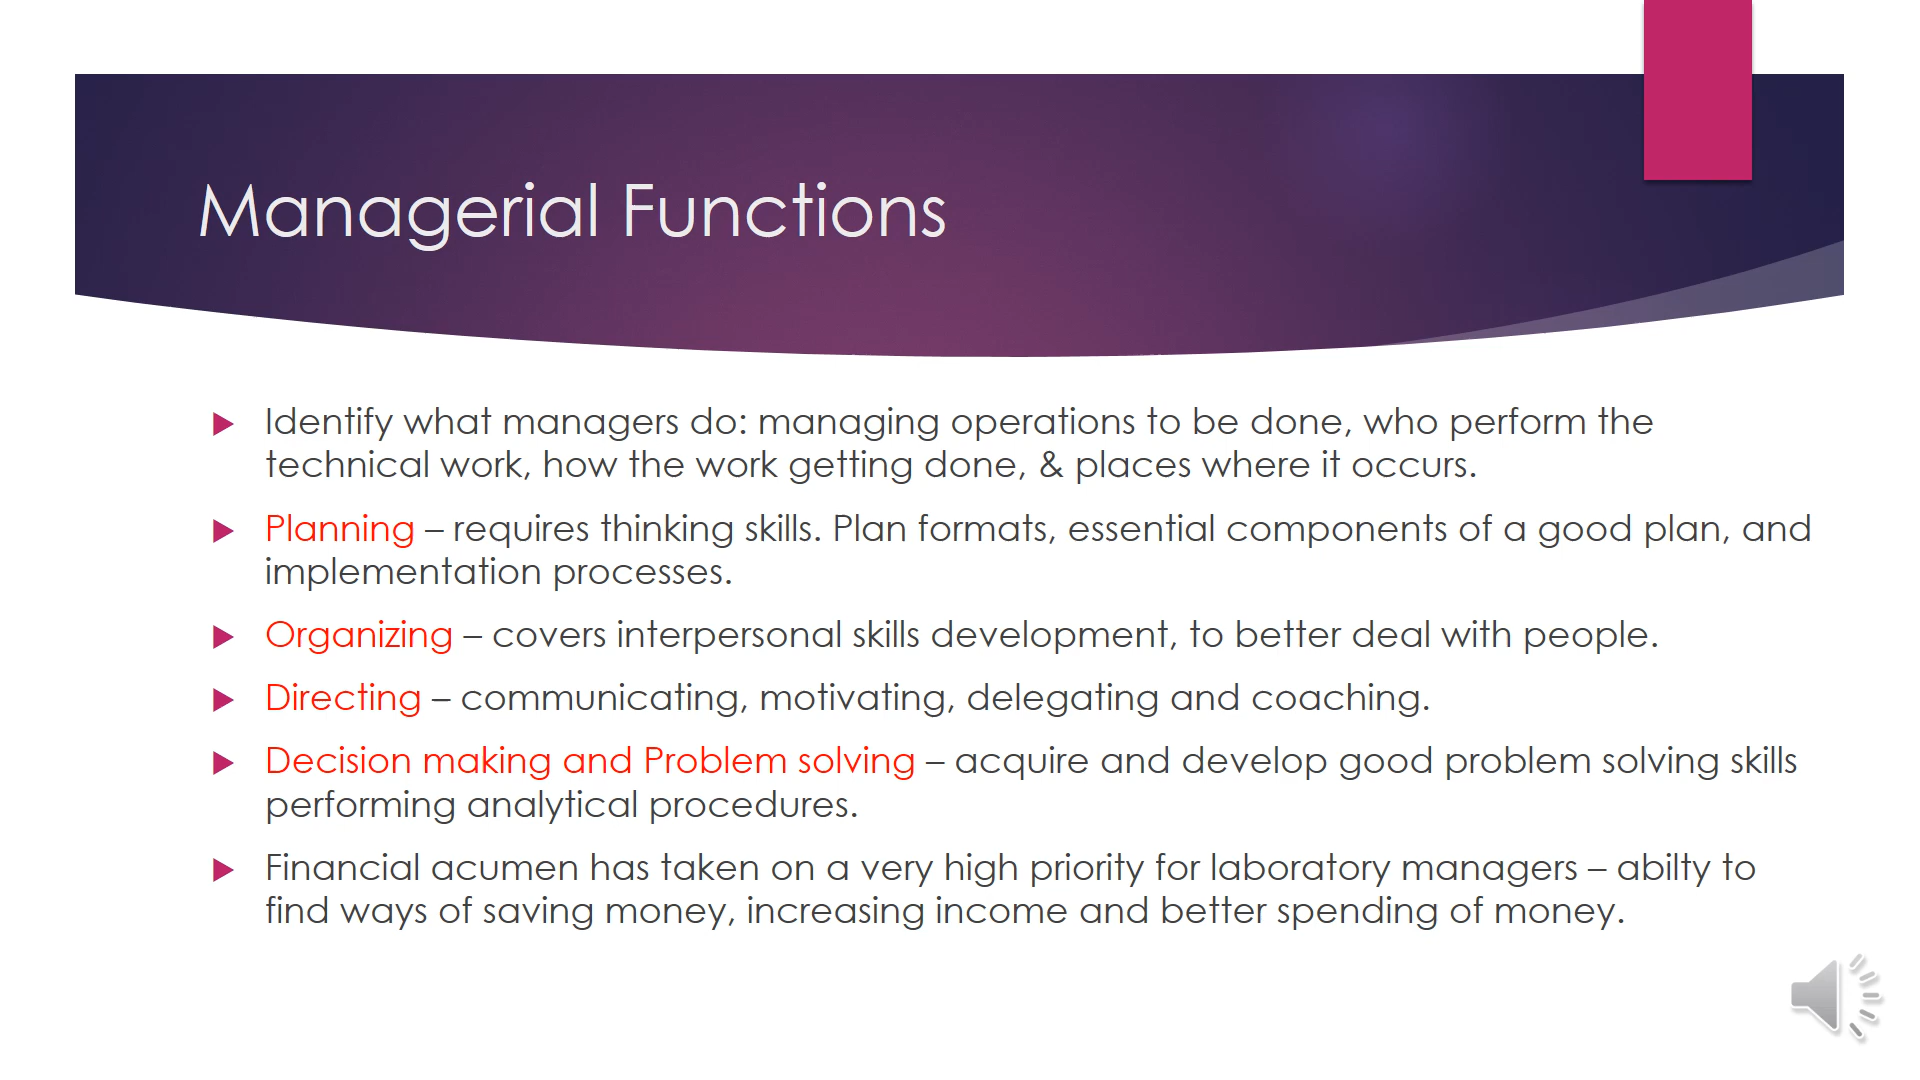 Managerial Functions
Identify what managers do: managing operations to be done, who perform the
technical work, how the work getting done, & places where it occurs.
Planning – requires thinking skills. Plan formats, essential components of a good plan, and
implementation processes.
Organizing – covers interpersonal skills development, to better deal with people.
Directing – communicating, motivating, delegating and coaching.
Decision making and Problem solving – acquire and develop good problem solving skills
performing analytical procedures.
Financial acumen has taken on a very high priority for laboratory managers – abilty to
find ways of saving money, increasing income and better spending of money.